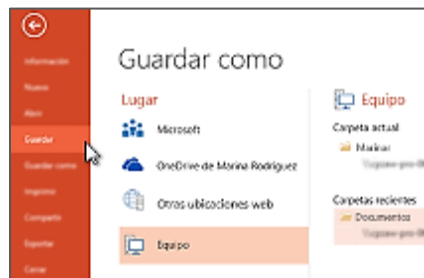 Información
Nuevo
Abrir
Guardar
Guardar como
Imprimir
Compartir
Exportar
Cerrar
Guardar como
Lugar
Microsoft
OneDrive de Marina Rodriguez
Otras ubicaciones web
Equipo
Equipo
Carpeta actual
Marinar
Carpetas recientes
Documentos